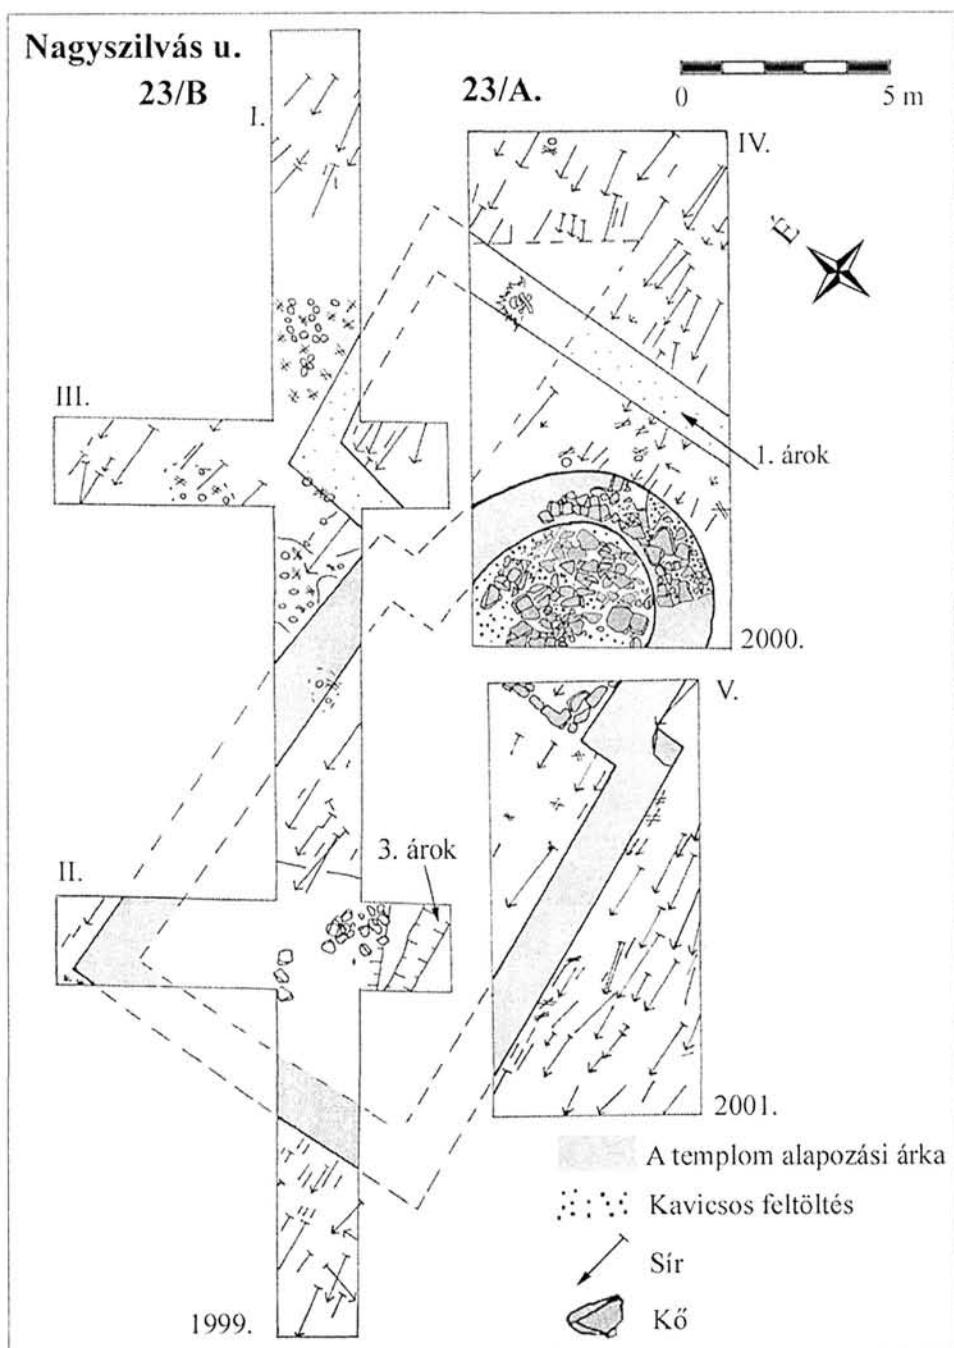 Nagyszilvás u.
23/B
23/A.
0 5 m
I.
IV.
É
III.
1. árok
2000.
V.
3. árok
II.
2001.
A templom alapozási árka
Kavicsos feltöltés
Sír
Kő
1999.